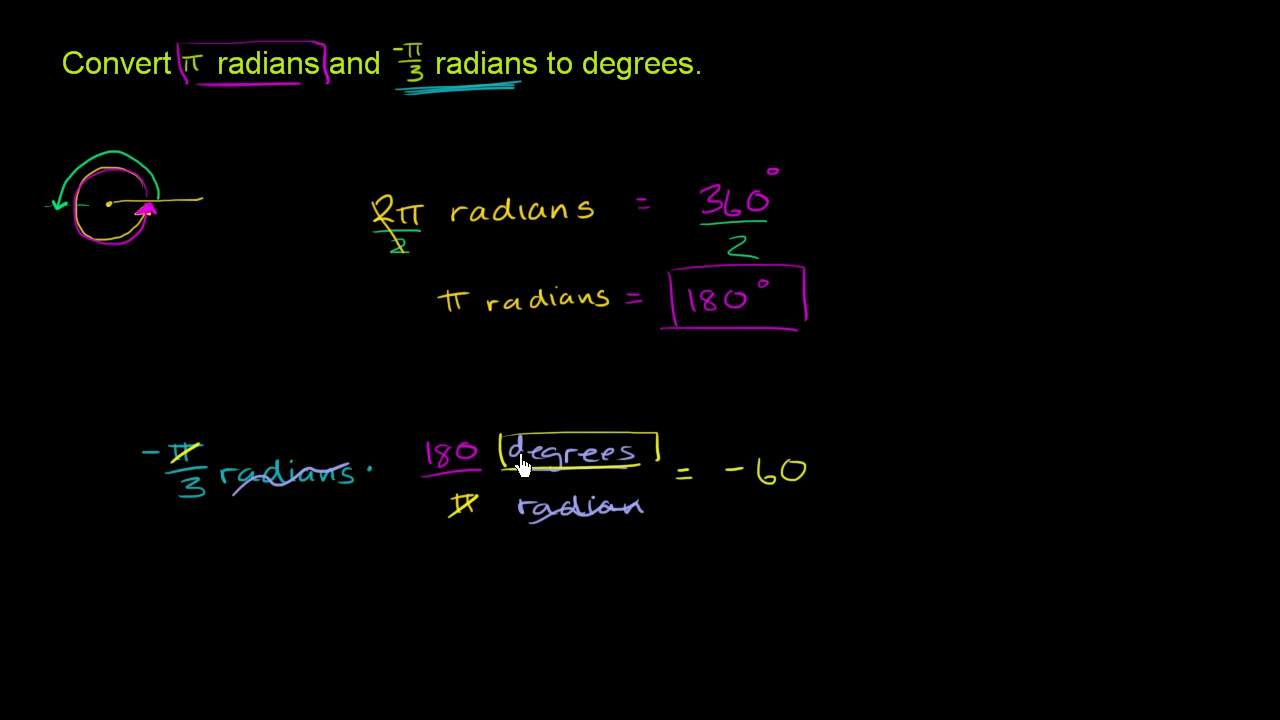 Convert π radians and -π/3 radians to degrees.
2π/2 radians = 360°/2
π radians = 180°
-π/3 radians · 180 degrees/π radian = -60